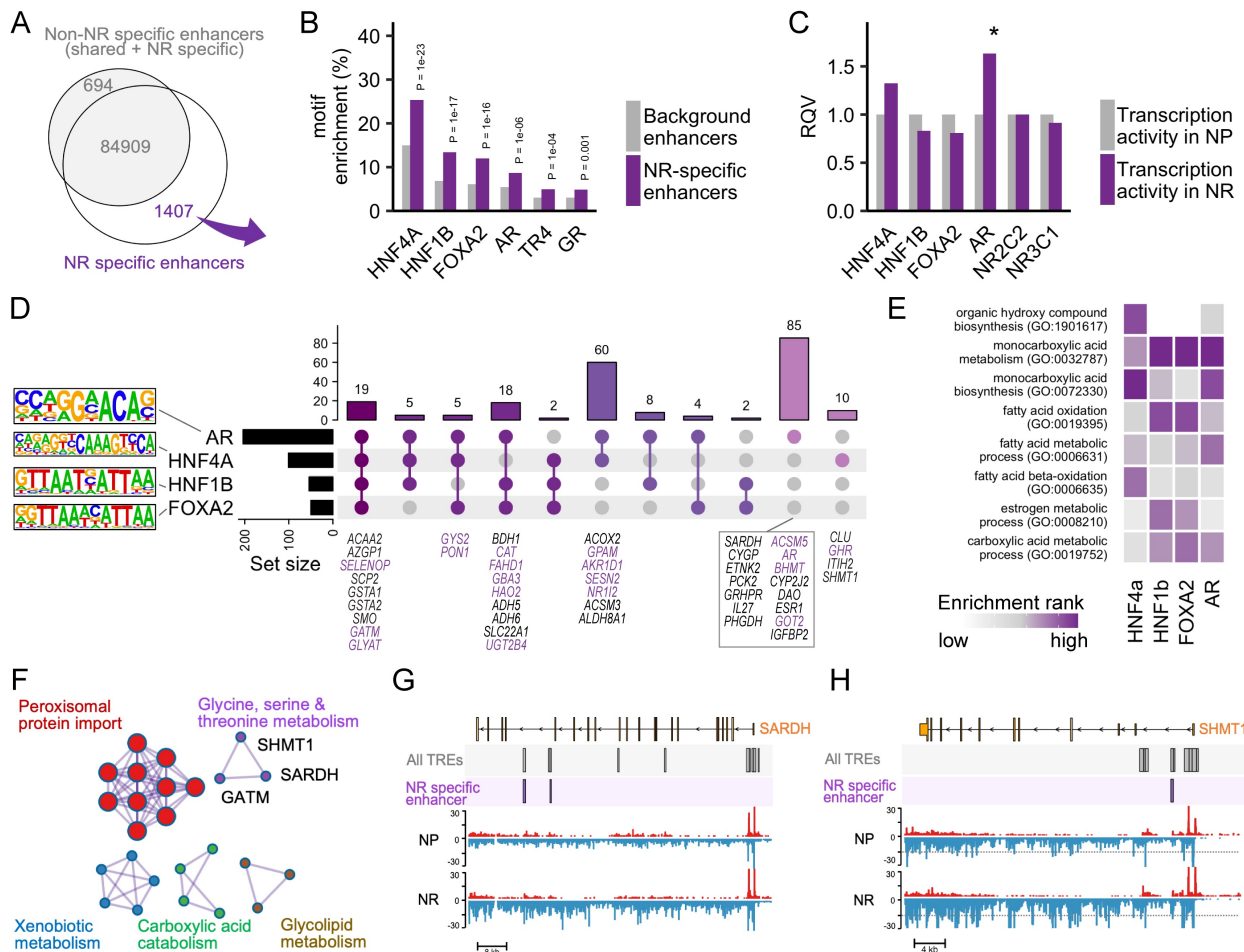 A
Non-NR specific enhancers
(shared + NR specific)
694
84909
1407
NR specific enhancers
B
motif
enrichment (%)
40
30
20
10
0
P = 1e-23
P = 1e-17
P = 1e-16
P = 1e-06
P = 1e-04
P = 0.001
HNF4A
HNF1B
FOXA2
AR
TR4
GR
Background
enhancers
NR-specific
enhancers
C
RQV
1.5
1.0
0.5
0
*
HNF4A
HNF1B
FOXA2
AR
NR2C2
NR3C1
Transcription
activity in NP
Transcription
activity in NR
D
80
60
40
20
0
19
5
5
18
2
60
8
4
2
85
10
AR
HNF4A
HNF1B
FOXA2
200
100
0
Set size
ACAA2
AZGP1
SELENOP
SCP2
GSTA1
GSTA2
SMO
GATM
GLYAT
GYS2
PON1
BDH1
CAT
FAHD1
GBA3
HAO2
ADH5
ADH6
SLC22A1
UGT2B4
ACOX2
GPAM
AKR1D1
SESN2
NR1I2
ACSM3
ALDH8A1
SARDH
CYGP
ETNK2
PCK2
GRHPR
IL27
PHGDH
ACSM5
AR
BHMT
CYP2J2
DAO
ESR1
GOT2
IGFBP2
CLU
GHR
ITIH2
SHMT1
E
organic hydroxy compound
biosynthesis (GO:1901617)
monocarboxylic acid
metabolism (GO:0032787)
monocarboxylic acid
biosynthesis (GO:0072330)
fatty acid oxidation
(GO:0019395)
fatty acid metabolic
process (GO:0006631)
fatty acid beta-oxidation
(GO:0006635)
estrogen metabolic
process (GO:0008210)
carboxylic acid metabolic
process (GO:0019752)
HNF4a
HNF1b
FOXA2
AR
Enrichment rank
low
high
F
Peroxisomal
protein import
Glycine, serine &
threonine metabolism
SHMT1
SARDH
GATM
Xenobiotic
metabolism
Carboxylic acid
catabolism
Glycolipid
metabolism
G
SARDH
All TREs
NR specific
enhancer
30
NP
-30
30
NR
-30
8 kb
H
SHMT1
All TREs
NR specific
enhancer
30
NP
-30
30
NR
-30
4 kb